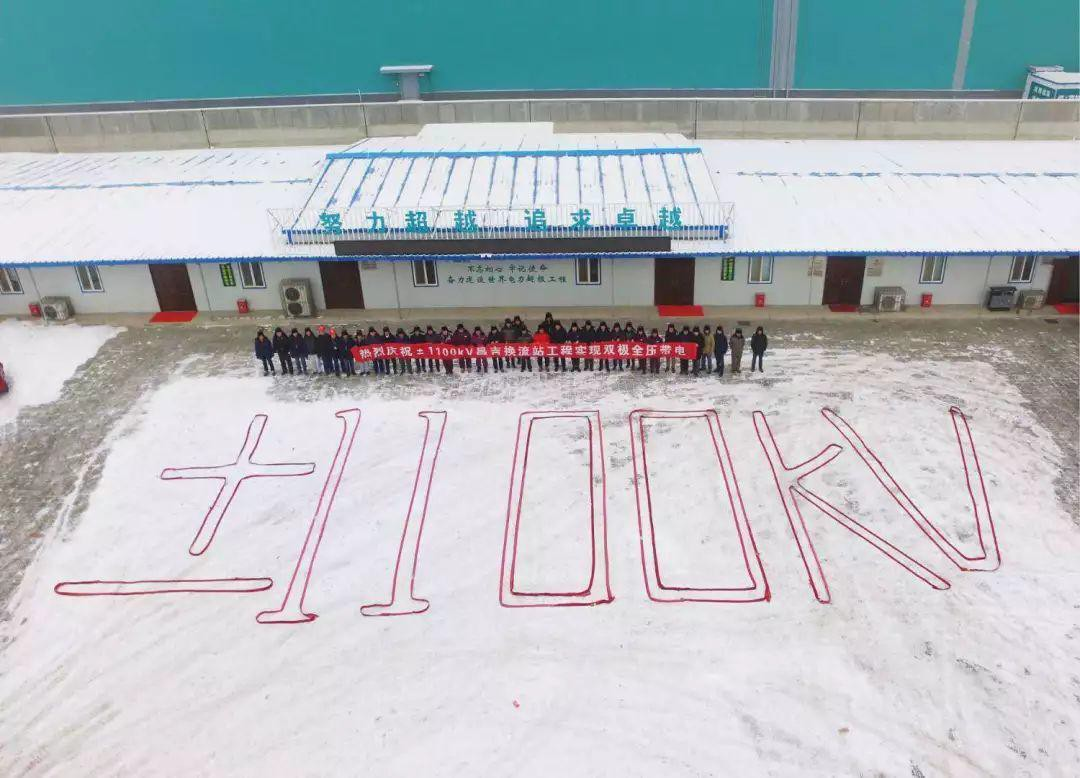 努力超越 追求卓越
不忘初心 牢记使命
奋力建设世界电力超级工程
热烈庆祝±1100kV昌吉换流站工程实现双极全压带电
±1100KV